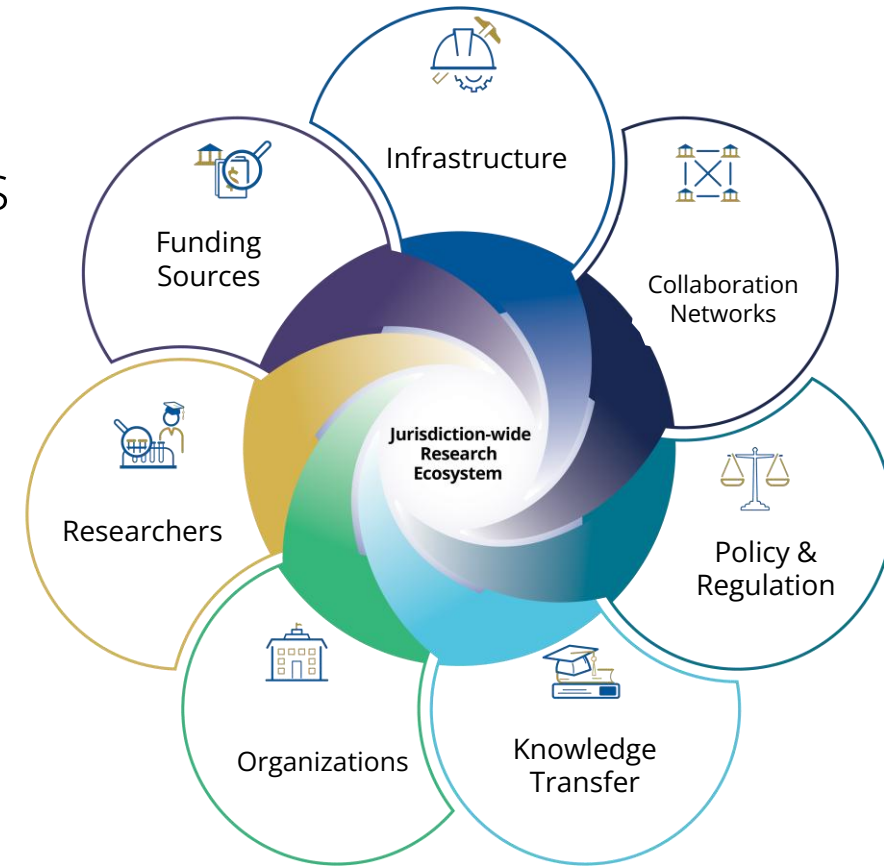 S
Infrastructure
Funding
Sources
Collaboration
Networks
Jurisdiction-wide
Research
Ecosystem
Researchers
Policy &
Regulation
Organizations
Knowledge
Transfer